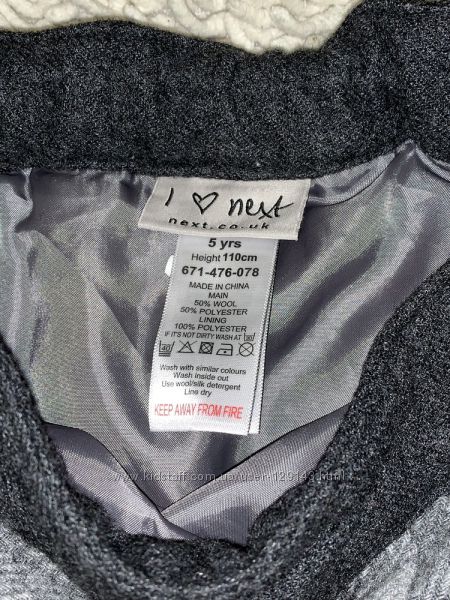 I ♡ next
next.co.uk
5 yrs
Height 110cm
671-476-078
MADE IN CHINA
MAIN
50% WOOL
50% POLYESTER
LINING
100% POLYESTER
IF IT'S NOT DIRTY WASH AT 30
40
Wash with similar colours
Wash inside out
Use wool/silk detergent
Line dry
KEEP AWAY FROM FIRE